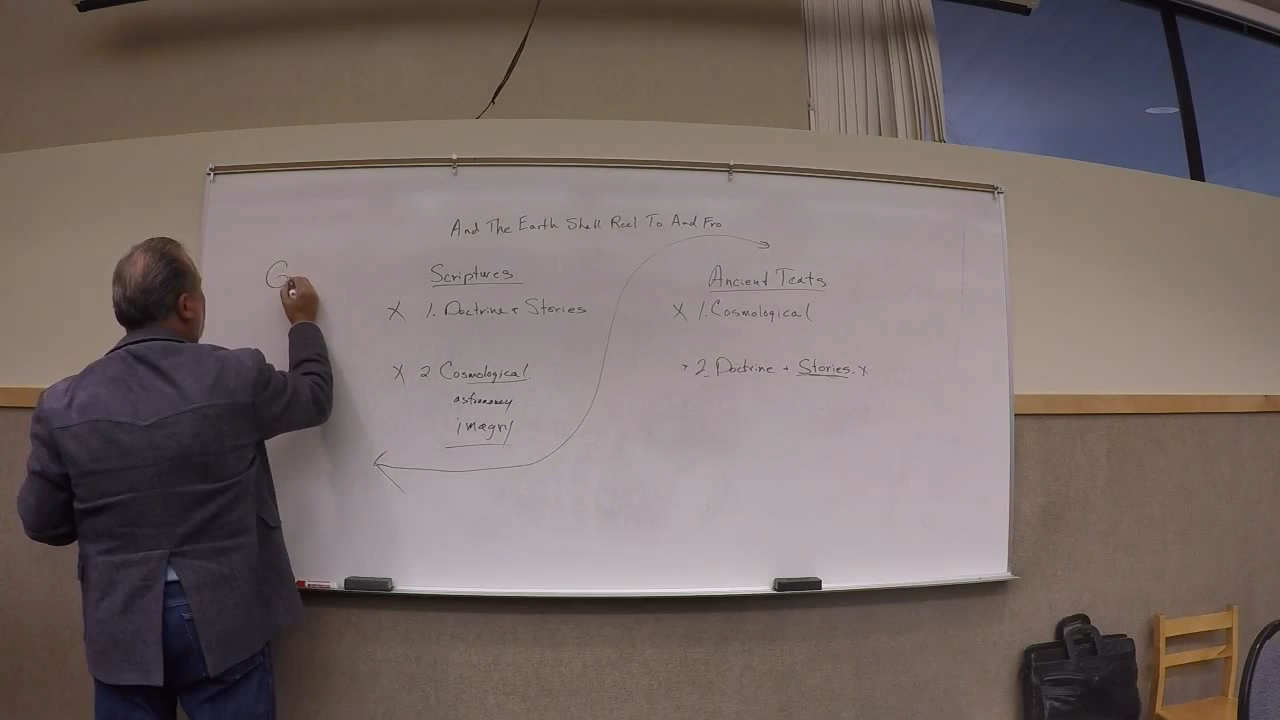 And The Earth Shall Reel To And Fro
G
Scriptures
X 1. Doctrine + Stories
X 2 Cosmological
astronomy
imagry
Ancient Texts
X 1. Cosmological
2. Doctrine + Stories. x